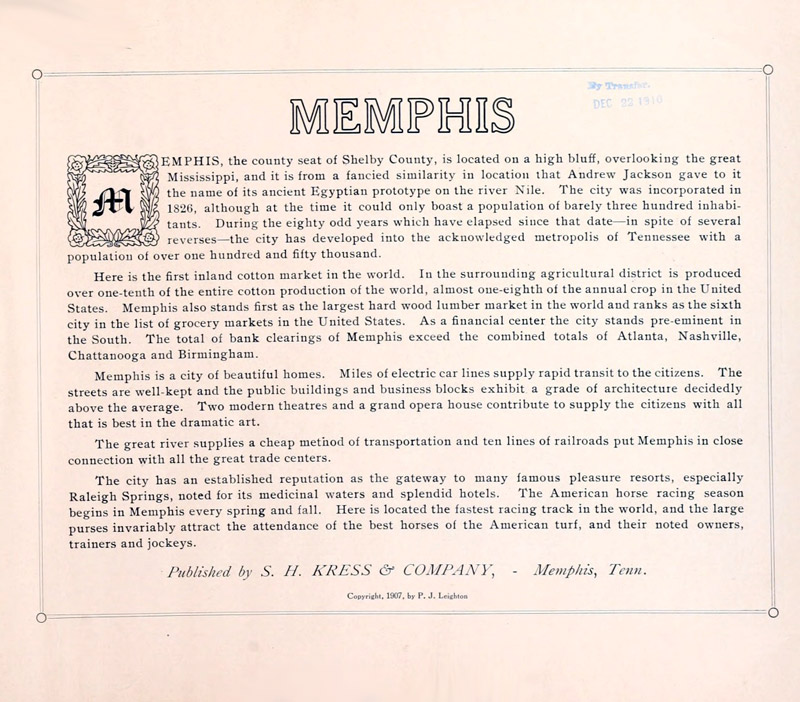 MEMPHIS
By Transfer.
DEC 22 1910
MEMPHIS, the county seat of Shelby County, is located on a high bluff, overlooking the great
Mississippi, and it is from a fancied similarity in location that Andrew Jackson gave to it
the name of its ancient Egyptian prototype on the river Nile. The city was incorporated in
1826, although at the time it could only boast a population of barely three hundred inhabi-
tants. During the eighty odd years which have elapsed since that date—in spite of several
reverses—the city has developed into the acknowledged metropolis of Tennessee with a
population of over one hundred and fifty thousand.
Here is the first inland cotton market in the world. In the surrounding agricultural district is produced
over one-tenth of the entire cotton production of the world, almost one-eighth of the annual crop in the United
States. Memphis also stands first as the largest hard wood lumber market in the world and ranks as the sixth
city in the list of grocery markets in the United States. As a financial center the city stands pre-eminent in
the South. The total of bank clearings of Memphis exceed the combined totals of Atlanta, Nashville,
Chattanooga and Birmingham.
Memphis is a city of beautiful homes. Miles of electric car lines supply rapid transit to the citizens. The
streets are well-kept and the public buildings and business blocks exhibit a grade of architecture decidedly
above the average. Two modern theatres and a grand opera house contribute to supply the citizens with all
that is best in the dramatic art.
The great river supplies a cheap method of transportation and ten lines of railroads put Memphis in close
connection with all the great trade centers.
The city has an established reputation as the gateway to many famous pleasure resorts, especially
Raleigh Springs, noted for its medicinal waters and splendid hotels. The American horse racing season
begins in Memphis every spring and fall. Here is located the fastest racing track in the world, and the large
purses invariably attract the attendance of the best horses of the American turf, and their noted owners,
trainers and jockeys.
Published by S. H. KRESS & COMPANY, - Memphis, Tenn.
Copyright, 1907, by P. J. Leighton